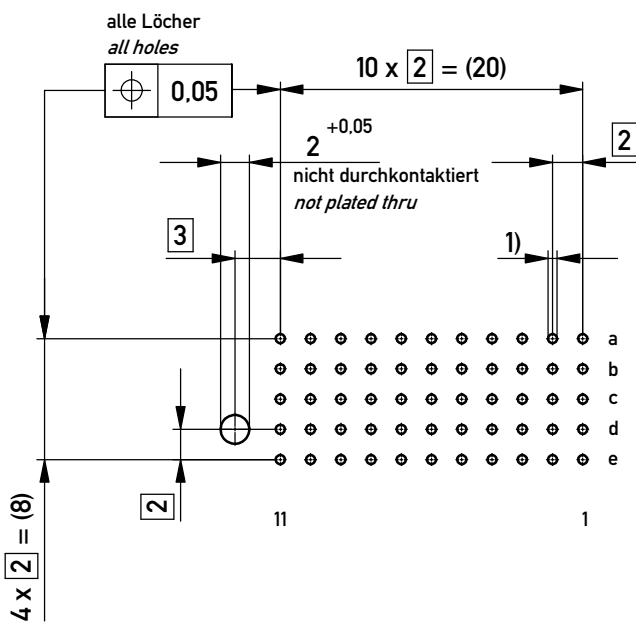 alle Löcher
all holes
⌖ 0,05
10 x 2 = (20)
2 +0,05
2
nicht durchkontaktiert
not plated thru
3
1)
a
b
c
d
e
2
11
1
4 x 2 = (8)